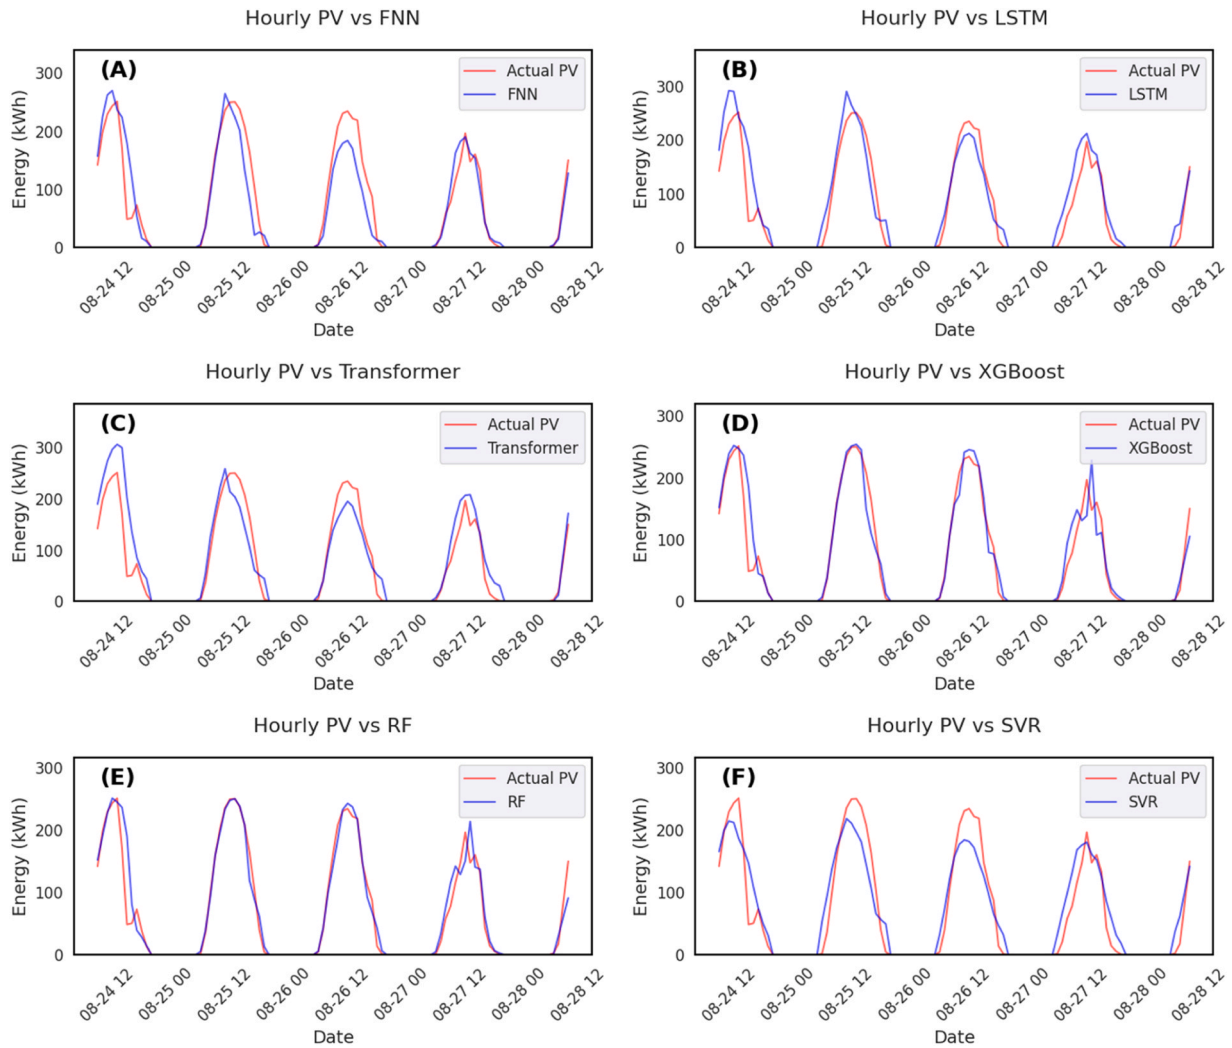 Hourly PV vs FNN
(A)
Actual PV
FNN
Energy (kWh)
300
200
100
0
08-24 12
08-25 00
08-25 12
08-26 00
08-26 12
08-27 00
08-27 12
08-28 00
08-28 12
Date
Hourly PV vs LSTM
(B)
Actual PV
LSTM
Energy (kWh)
300
200
100
0
08-24 12
08-25 00
08-25 12
08-26 00
08-26 12
08-27 00
08-27 12
08-28 00
08-28 12
Date
Hourly PV vs Transformer
(C)
Actual PV
Transformer
Energy (kWh)
300
200
100
0
08-24 12
08-25 00
08-25 12
08-26 00
08-26 12
08-27 00
08-27 12
08-28 00
08-28 12
Date
Hourly PV vs XGBoost
(D)
Actual PV
XGBoost
Energy (kWh)
300
200
100
0
08-24 12
08-25 00
08-25 12
08-26 00
08-26 12
08-27 00
08-27 12
08-28 00
08-28 12
Date
Hourly PV vs RF
(E)
Actual PV
RF
Energy (kWh)
300
200
100
0
08-24 12
08-25 00
08-25 12
08-26 00
08-26 12
08-27 00
08-27 12
08-28 00
08-28 12
Date
Hourly PV vs SVR
(F)
Actual PV
SVR
Energy (kWh)
300
200
100
0
08-24 12
08-25 00
08-25 12
08-26 00
08-26 12
08-27 00
08-27 12
08-28 00
08-28 12
Date